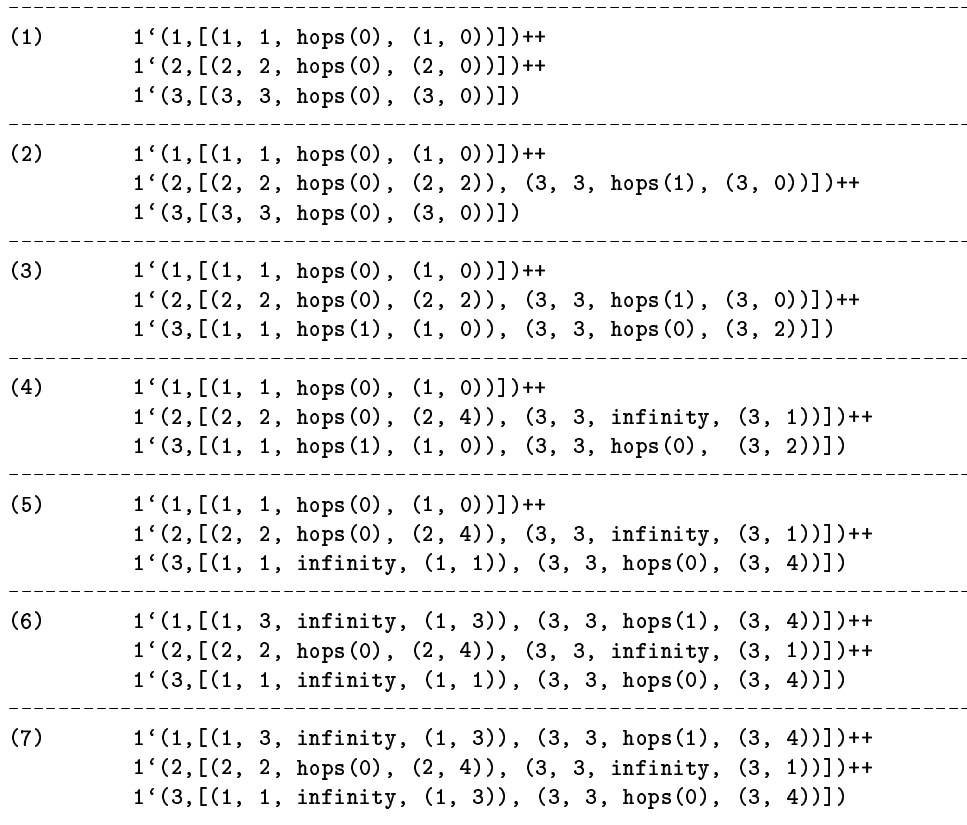 (1) 1‘(1,[(1, 1, hops(0), (1, 0))])++
1‘(2,[(2, 2, hops(0), (2, 0))])++
1‘(3,[(3, 3, hops(0), (3, 0))])
(2) 1‘(1,[(1, 1, hops(0), (1, 0))])++
1‘(2,[(2, 2, hops(0), (2, 2)), (3, 3, hops(1), (3, 0))])++
1‘(3,[(3, 3, hops(0), (3, 0))])
(3) 1‘(1,[(1, 1, hops(0), (1, 0))])++
1‘(2,[(2, 2, hops(0), (2, 2)), (3, 3, hops(1), (3, 0))])++
1‘(3,[(1, 1, hops(1), (1, 0)), (3, 3, hops(0), (3, 2))])
(4) 1‘(1,[(1, 1, hops(0), (1, 0))])++
1‘(2,[(2, 2, hops(0), (2, 4)), (3, 3, infinity, (3, 1))])++
1‘(3,[(1, 1, hops(1), (1, 0)), (3, 3, hops(0), (3, 2))])
(5) 1‘(1,[(1, 1, hops(0), (1, 0))])++
1‘(2,[(2, 2, hops(0), (2, 4)), (3, 3, infinity, (3, 1))])++
1‘(3,[(1, 1, infinity, (1, 1)), (3, 3, hops(0), (3, 4))])
(6) 1‘(1,[(1, 3, infinity, (1, 3)), (3, 3, hops(1), (3, 4))])++
1‘(2,[(2, 2, hops(0), (2, 4)), (3, 3, infinity, (3, 1))])++
1‘(3,[(1, 1, infinity, (1, 1)), (3, 3, hops(0), (3, 4))])
(7) 1‘(1,[(1, 3, infinity, (1, 3)), (3, 3, hops(1), (3, 4))])++
1‘(2,[(2, 2, hops(0), (2, 4)), (3, 3, infinity, (3, 1))])++
1‘(3,[(1, 1, infinity, (1, 3)), (3, 3, hops(0), (3, 4))])